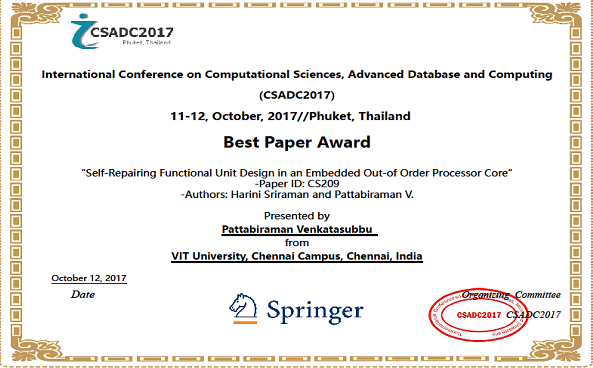 CSADC2017
Phuket, Thailand
International Conference on Computational Sciences, Advanced Database and Computing
(CSADC2017)
11-12, October, 2017//Phuket, Thailand
Best Paper Award
“Self-Repairing Functional Unit Design in an Embedded Out-of Order Processor Core”
-Paper ID: CS209
-Authors: Harini Sriraman and Pattabiraman V.
Presented by
Pattabiraman Venkatasubbu
from
VIT University, Chennai Campus, Chennai, India
October 12, 2017
Date
Springer
Organizing Committee
CSADC2017 CSADC2017